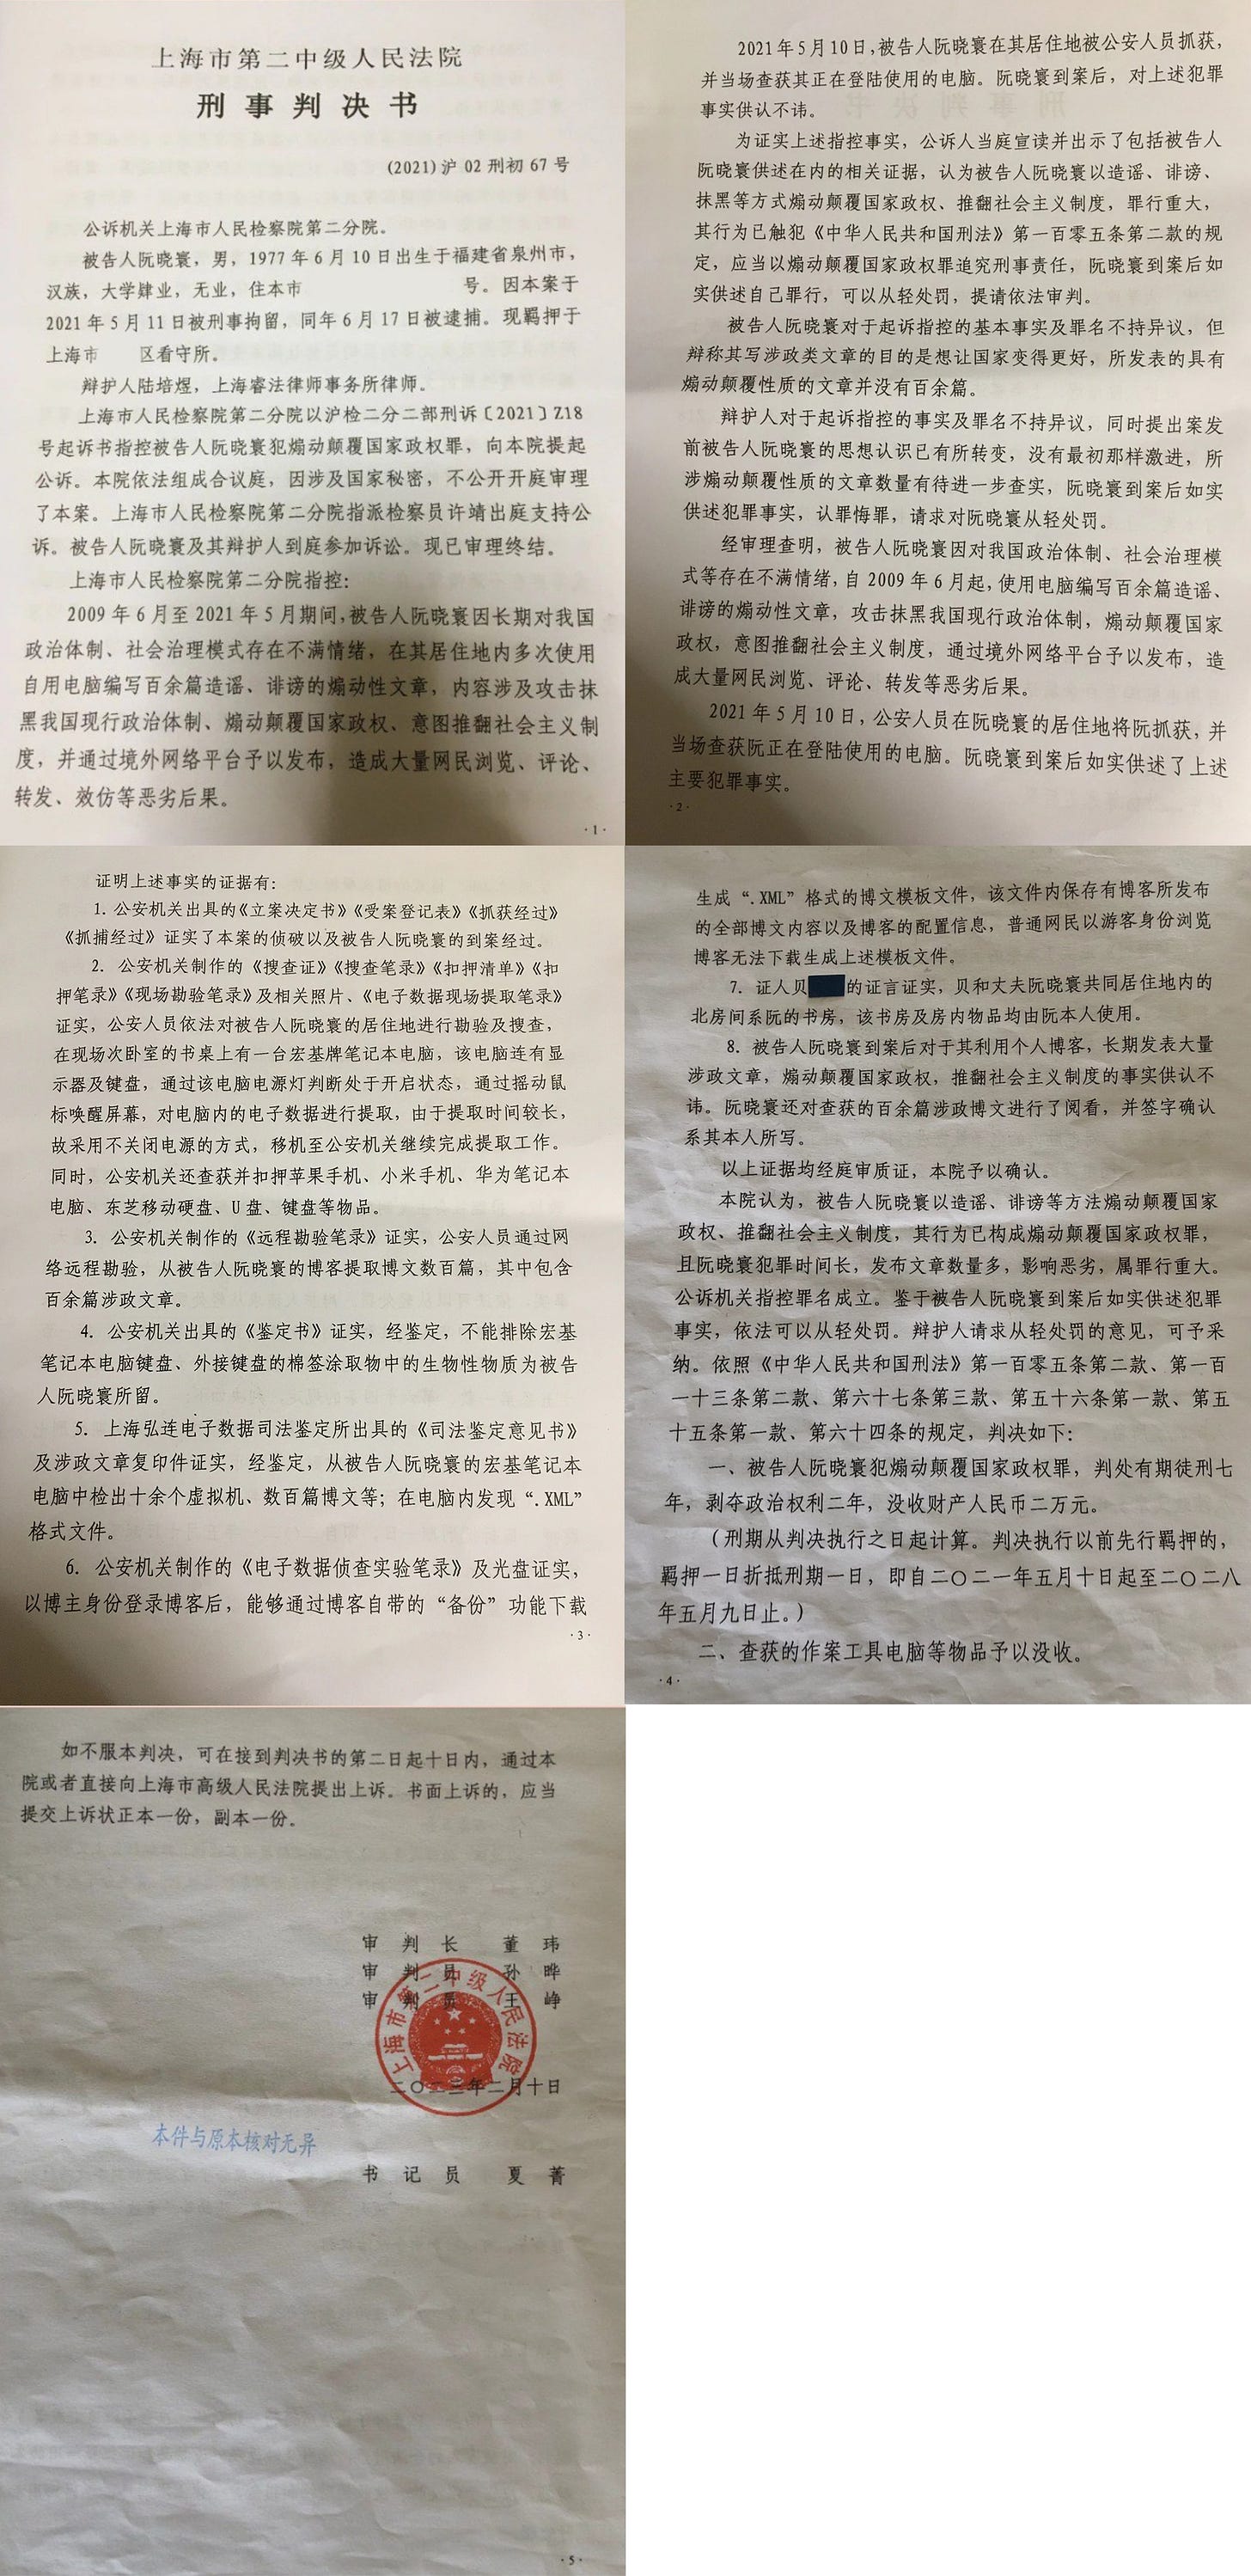 上海市第二中级人民法院
刑事判决书
(2021)沪02刑初67号
公诉机关上海市人民检察院第二分院。
被告人阮晓寰，男，1977年6月10日出生于福建省泉州市，
汉族，大学肄业，无业，住本市 号。因本案于
2021年5月11日被刑事拘留，同年6月17日被逮捕。现羁押于
上海市 区看守所。
辩护人陆培煜，上海睿法律师事务所律师。
上海市人民检察院第二分院以沪检二分二部刑诉〔2021〕Z18
号起诉书指控被告人阮晓寰犯煽动颠覆国家政权罪，向本院提起
公诉。本院依法组成合议庭，因涉及国家秘密，不公开开庭审理
了本案。上海市人民检察院第二分院指派检察员许靖出庭支持公
诉。被告人阮晓寰及其辩护人到庭参加诉讼。现已审理终结。
上海市人民检察院第二分院指控：
2009年6月至2021年5月期间，被告人阮晓寰因长期对我国
政治体制、社会治理模式存在不满情绪，在其居住地内多次使用
自用电脑编写百余篇造谣、诽谤的煽动性文章，内容涉及攻击抹
黑我国现行政治体制、煽动颠覆国家政权、意图推翻社会主义制
度，并通过境外网络平台予以发布，造成大量网民浏览、评论、
转发、效仿等恶劣后果。
·1·
2021年5月10日，被告人阮晓寰在其居住地被公安人员抓获，
并当场查获其正在登陆使用的电脑。阮晓寰到案后，对上述犯罪
事实供认不讳。
为证实上述指控事实，公诉人当庭宣读并出示了包括被告人
阮晓寰供述在内的相关证据，认为被告人阮晓寰以造谣、诽谤、
抹黑等方式煽动颠覆国家政权、推翻社会主义制度，罪行重大，
其行为已触犯《中华人民共和国刑法》第一百零五条第二款的规
定，应当以煽动颠覆国家政权罪追究刑事责任，阮晓寰到案后如
实供述自己罪行，可以从轻处罚，提请依法审判。
被告人阮晓寰对于起诉指控的基本事实及罪名不持异议，但
辩称其写涉政类文章的目的是想让国家变得更好，所发表的具有
煽动颠覆性质的文章并没有百余篇。
辩护人对于起诉指控的事实及罪名不持异议，同时提出案发
前被告人阮晓寰的思想认识已有所转变，没有最初那样激进，所
涉煽动颠覆性质的文章数量有待进一步查实，阮晓寰到案后如实
供述犯罪事实，认罪悔罪，请求对阮晓寰从轻处罚。
经审理查明，被告人阮晓寰因对我国政治体制、社会治理模
式等存在不满情绪，自2009年6月起，使用电脑编写百余篇造谣、
诽谤的煽动性文章，攻击抹黑我国现行政治体制，煽动颠覆国家
政权，意图推翻社会主义制度，通过境外网络平台予以发布，造
成大量网民浏览、评论、转发等恶劣后果。
2021年5月10日，公安人员在阮晓寰的居住地将阮抓获，并
当场查获阮正在登陆使用的电脑。阮晓寰到案后如实供述了上述
主要犯罪事实。
·2·
证明上述事实的证据有：
1. 公安机关出具的《立案决定书》《受案登记表》《抓获经过》
《抓捕经过》证实了本案的侦破以及被告人阮晓寰的到案经过。
2. 公安机关制作的《搜查证》《搜查笔录》《扣押清单》《扣
押笔录》《现场勘验笔录》及相关照片、《电子数据现场提取笔录》
证实，公安人员依法对被告人阮晓寰的居住地进行勘验及搜查，
在现场次卧室的书桌上有一台宏基牌笔记本电脑，该电脑连有显
示器及键盘，通过该电脑电源灯判断处于开启状态，通过摇动鼠
标唤醒屏幕，对电脑内的电子数据进行提取，由于提取时间较长，
故采用不关闭电源的方式，移机至公安机关继续完成提取工作。
同时，公安机关还查获并扣押苹果手机、小米手机、华为笔记本
电脑、东芝移动硬盘、U盘、键盘等物品。
3. 公安机关制作的《远程勘验笔录》证实，公安人员通过网
络远程勘验，从被告人阮晓寰的博客提取博文数百篇，其中包含
百余篇涉政文章。
4. 公安机关出具的《鉴定书》证实，经鉴定，不能排除宏基
笔记本电脑键盘、外接键盘的棉签涂取物中的生物性物质为被告
人阮晓寰所留。
5. 上海弘连电子数据司法鉴定所出具的《司法鉴定意见书》
及涉政文章复印件证实，经鉴定，从被告人阮晓寰的宏基笔记本
电脑中检出十余个虚拟机、数百篇博文等；在电脑内发现“.XML”
格式文件。
6. 公安机关制作的《电子数据侦查实验笔录》及光盘证实，
以博主身份登录博客后，能够通过博客自带的“备份”功能下载
·3·
生成“.XML”格式的博文模板文件，该文件内保存有博客所发布
的全部博文内容以及博客的配置信息，普通网民以游客身份浏览
博客无法下载生成上述模板文件。
7. 证人贝 的证言证实，贝和丈夫阮晓寰共同居住地内的
北房间系阮的书房，该书房及房内物品均由阮本人使用。
8. 被告人阮晓寰到案后对于其利用个人博客，长期发表大量
涉政文章，煽动颠覆国家政权，推翻社会主义制度的事实供认不
讳。阮晓寰还对查获的百余篇涉政博文进行了阅看，并签字确认
系其本人所写。
以上证据均经庭审质证，本院予以确认。
本院认为，被告人阮晓寰以造谣、诽谤等方法煽动颠覆国家
政权、推翻社会主义制度，其行为已构成煽动颠覆国家政权罪，
且阮晓寰犯罪时间长，发布文章数量多，影响恶劣，属罪行重大。
公诉机关指控罪名成立。鉴于被告人阮晓寰到案后如实供述犯罪
事实，依法可以从轻处罚。辩护人请求从轻处罚的意见，可予采
纳。依照《中华人民共和国刑法》第一百零五条第二款、第一百
一十三条第二款、第六十七条第三款、第五十六条第一款、第五
十五条第一款、第六十四条的规定，判决如下：
一、被告人阮晓寰犯煽动颠覆国家政权罪，判处有期徒刑七
年，剥夺政治权利二年，没收财产人民币二万元。
（刑期从判决执行之日起计算。判决执行以前先行羁押的，
羁押一日折抵刑期一日，即自二〇二一年五月十日起至二〇二八
年五月九日止。）
二、查获的作案工具电脑等物品予以没收。
·4·
如不服本判决，可在接到判决书的第二日起十日内，通过本
院或者直接向上海市高级人民法院提出上诉。书面上诉的，应当
提交上诉状正本一份，副本一份。
审判长 董玮
审判员 孙晔
审判员 王峥
上海市第二中级人民法院
二〇二三年二月十日
本件与原本核对无异
书记员 夏菁
·5·